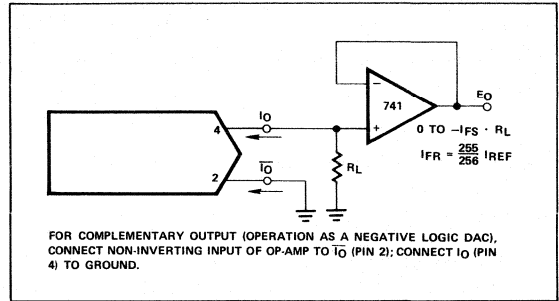 EO
741
−
+
4
IO
0 TO −IFS · RL
IFR = 255/256 IREF
RL
2
IO
FOR COMPLEMENTARY OUTPUT (OPERATION AS A NEGATIVE LOGIC DAC),
CONNECT NON-INVERTING INPUT OF OP-AMP TO I̅O̅ (PIN 2); CONNECT IO (PIN
4) TO GROUND.